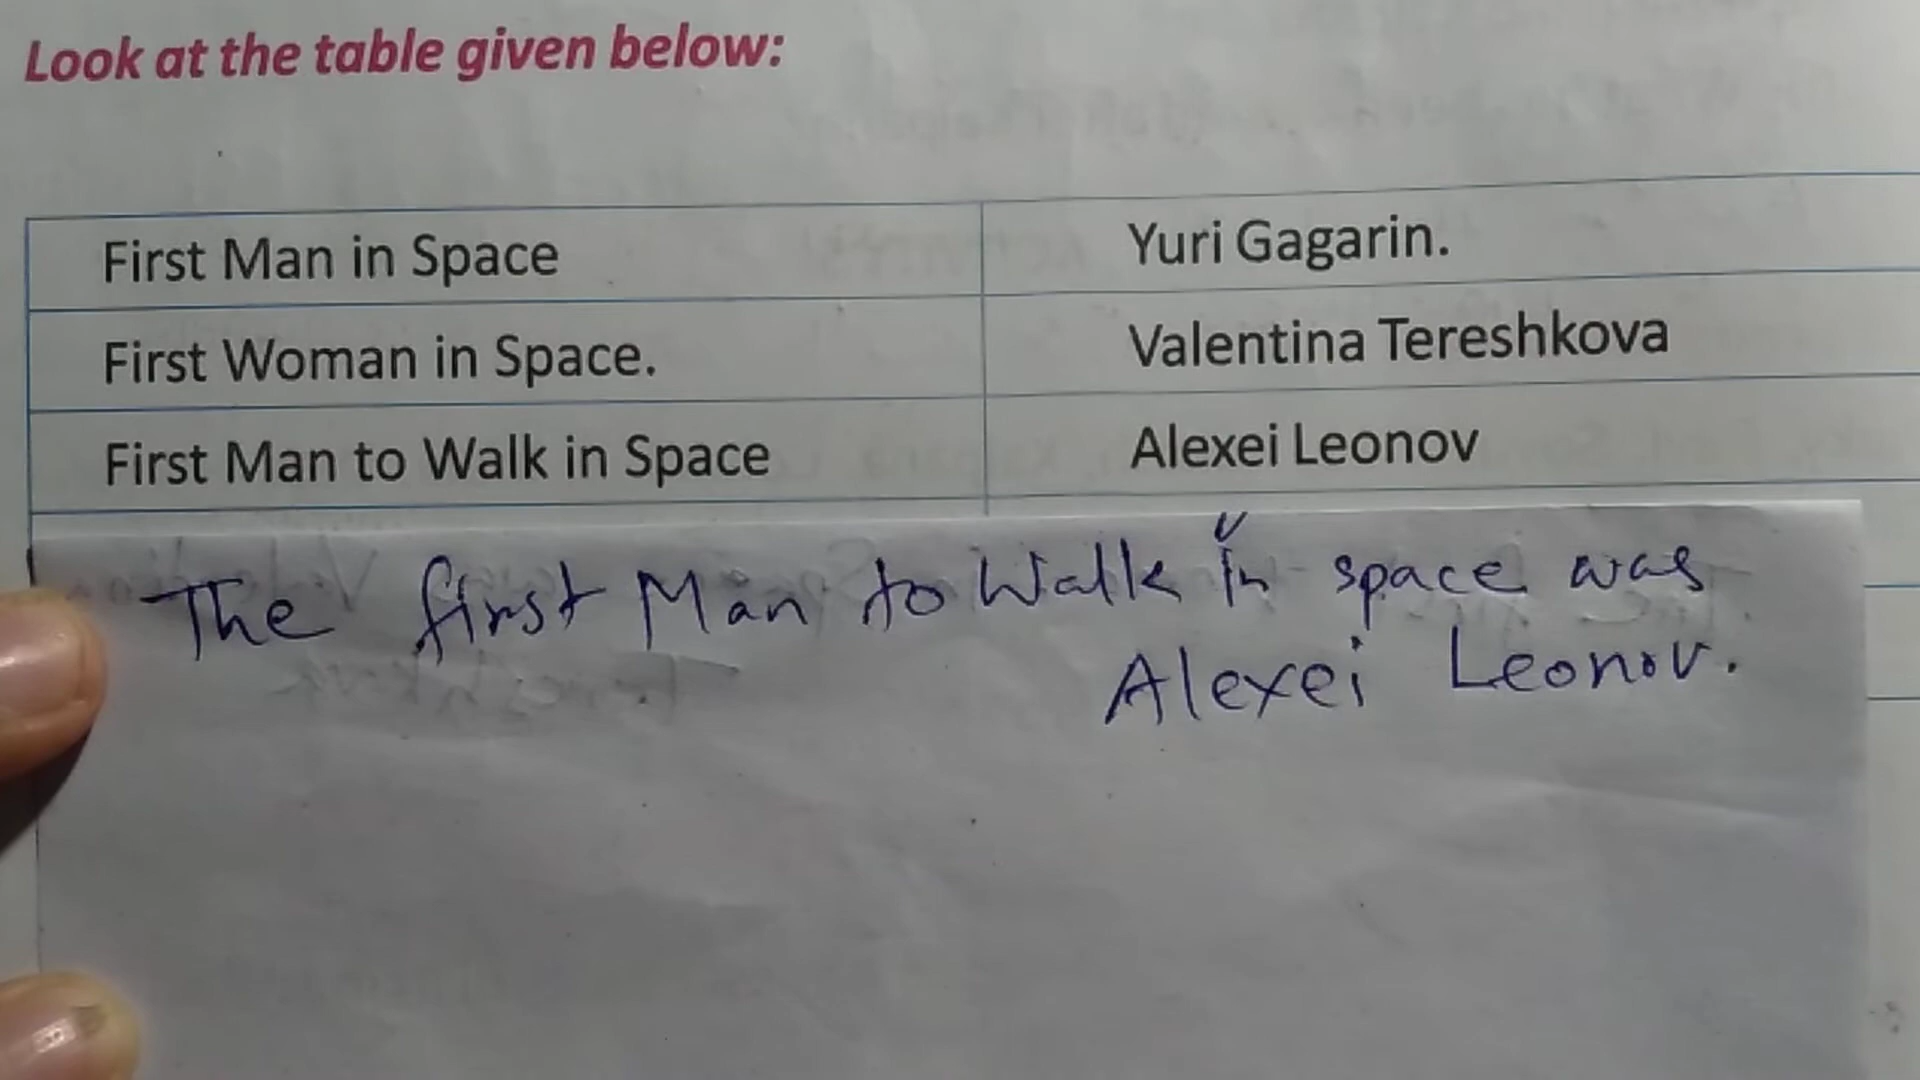 Look at the table given below:
First Man in Space Yuri Gagarin.
First Woman in Space. Valentina Tereshkova
First Man to Walk in Space Alexei Leonov
The first Man to Walk in space was
Alexei Leonov.